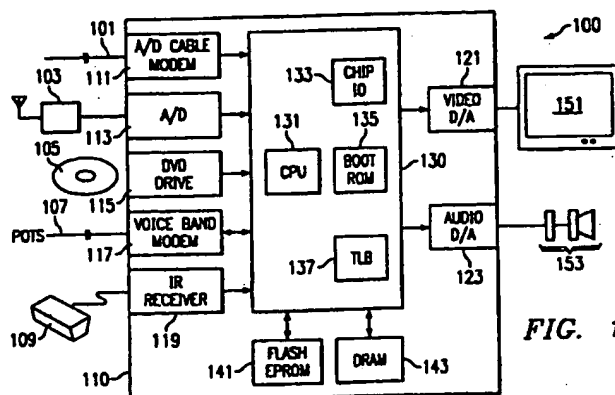 101
A/D CABLE
MODEM
111
103
A/D
113
105
DVD
DRIVE
115
107
POTS
VOICE BAND
MODEM
117
IR
RECEIVER
119
109
110
133
CHIP
IO
131
CPU
135
BOOT
ROM
130
137
TLB
141
FLASH
EPROM
DRAM
143
121
VIDEO
D/A
AUDIO
D/A
123
100
151
153
FIG. 1